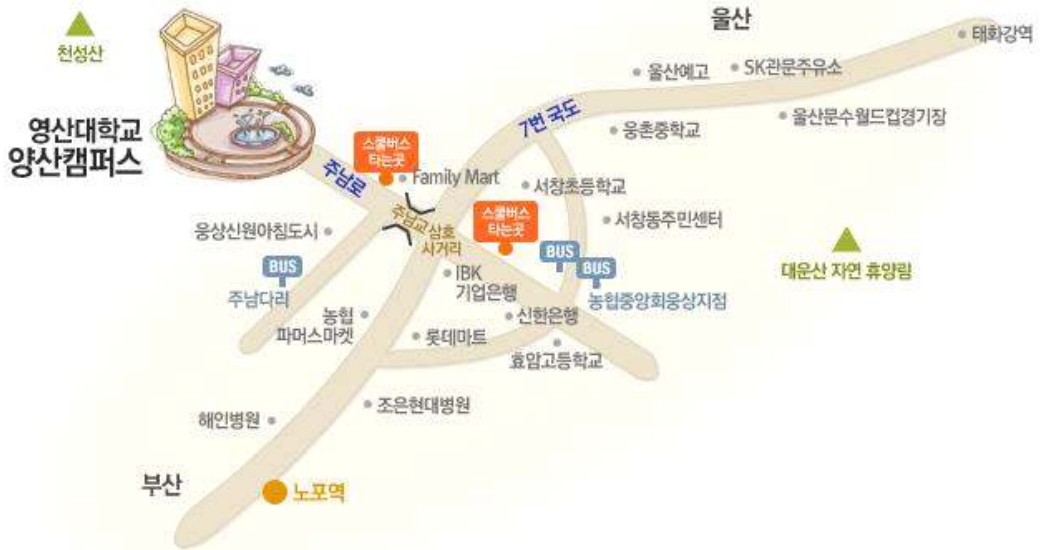 울산
천성산
태화강역
울산예고
SK관문주유소
울산문수월드컵경기장
7번 국도
웅촌중학교
영산대학교
양산캠퍼스
스쿨버스
타는곳
주남로
Family Mart
서창초등학교
주남교
삼호
사거리
스쿨버스
타는곳
서창동주민센터
웅상신원아침도시
BUS
주남다리
BUS
BUS
농협중앙회웅상지점
대운산 자연 휴양림
IBK
기업은행
농협
파머스마켓
신한은행
롯데마트
효암고등학교
조은현대병원
해인병원
부산
노포역